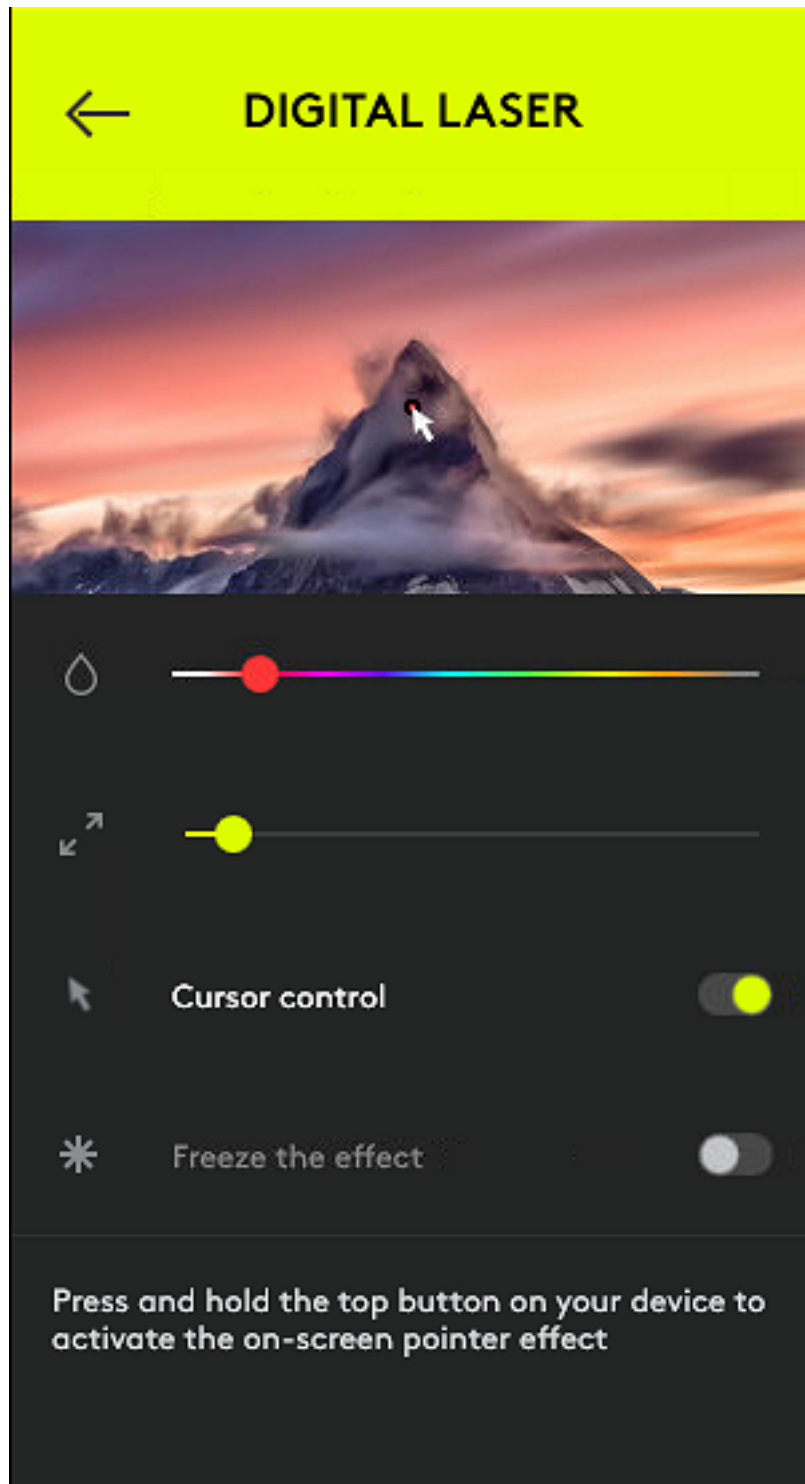 DIGITAL LASER
Cursor control
Freeze the effect
Press and hold the top button on your device to
activate the on-screen pointer effect